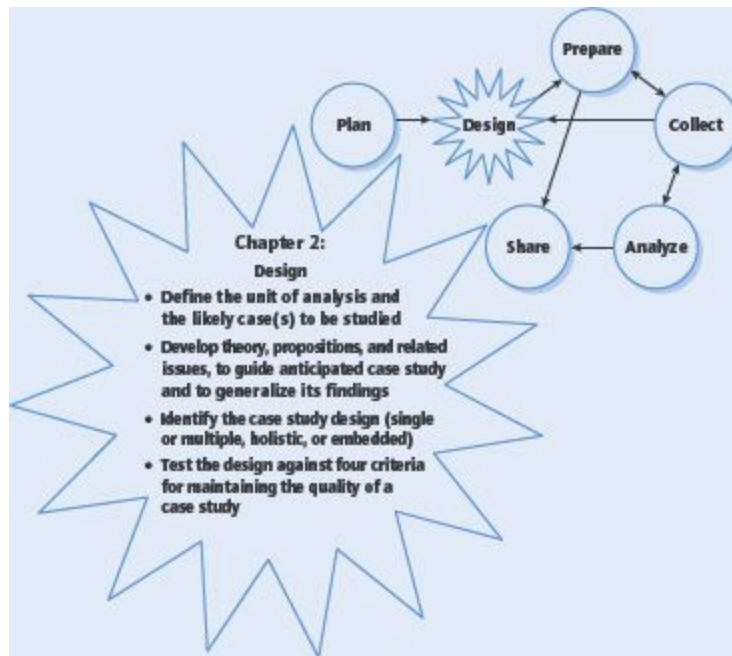 Prepare
Plan
Design
Collect
Share
Analyze
Chapter 2:
Design
• Define the unit of analysis and
the likely case(s) to be studied
• Develop theory, propositions, and related
issues, to guide anticipated case study
and to generalize its findings
• Identify the case study design (single
or multiple, holistic, or embedded)
• Test the design against four criteria
for maintaining the quality of a
case study